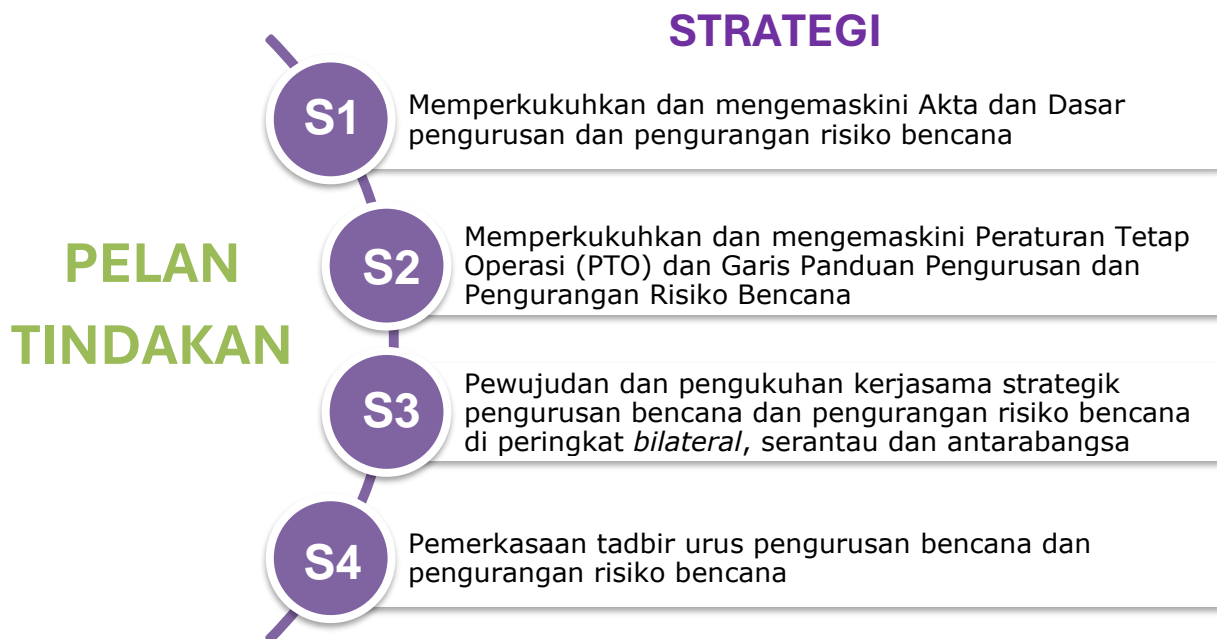 STRATEGI
PELAN
TINDAKAN
S1
Memperkukuhkan dan mengemaskini Akta dan Dasar
pengurusan dan pengurangan risiko bencana
S2
Memperkukuhkan dan mengemaskini Peraturan Tetap
Operasi (PTO) dan Garis Panduan Pengurusan dan
Pengurangan Risiko Bencana
S3
Pewujudan dan pengukuhan kerjasama strategik
pengurusan bencana dan pengurangan risiko bencana
di peringkat bilateral, serantau dan antarabangsa
S4
Pemerkasaan tadbir urus pengurusan bencana dan
pengurangan risiko bencana